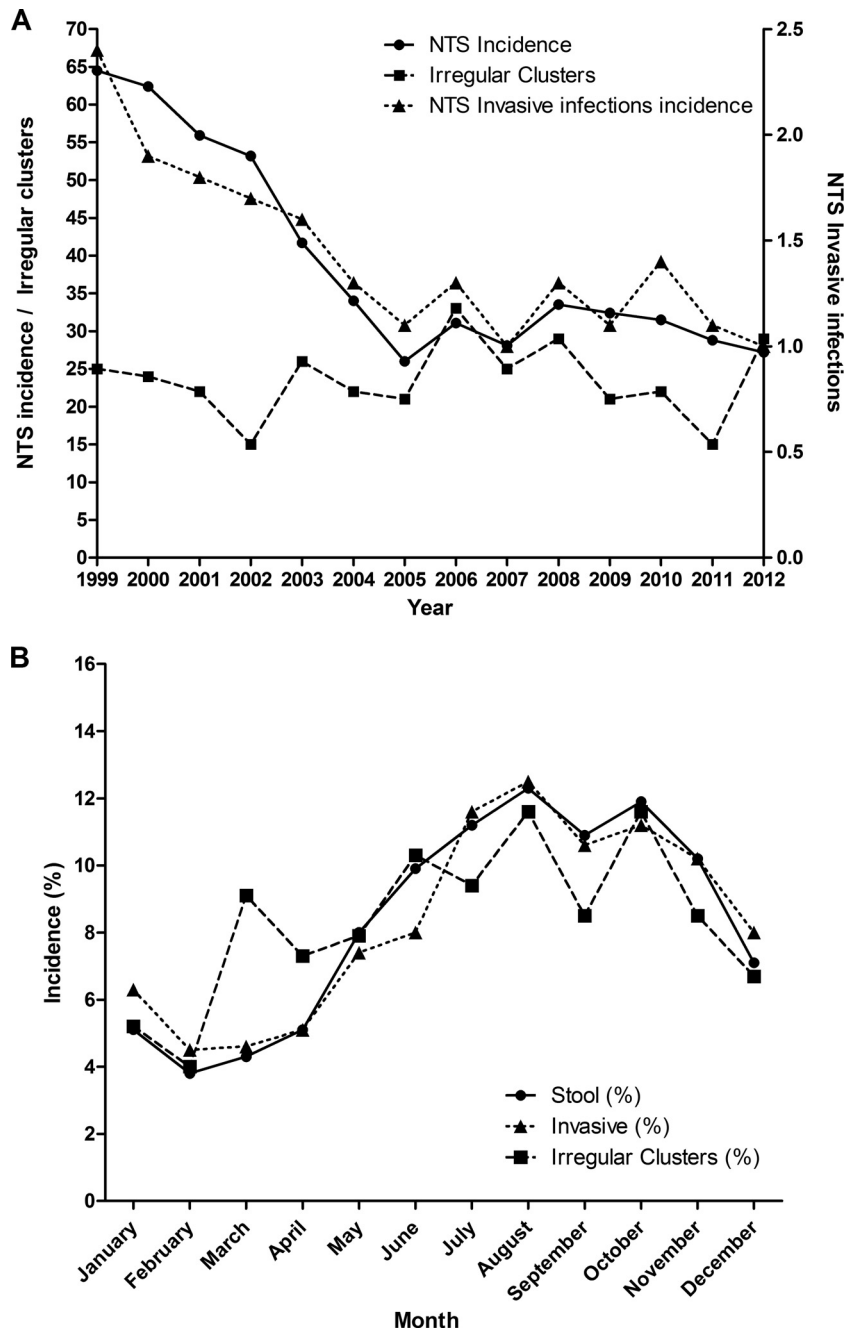 A
NTS Incidence
Irregular Clusters
NTS Invasive infections incidence
NTS incidence / Irregular clusters
70
65
60
55
50
45
40
35
30
25
20
15
10
5
0
2.5
2.0
1.5
1.0
0.5
0.0
NTS Invasive infections
1999 2000 2001 2002 2003 2004 2005 2006 2007 2008 2009 2010 2011 2012
Year
B
Incidence (%)
16
14
12
10
8
6
4
2
0
Stool (%)
Invasive (%)
Irregular Clusters (%)
January
February
March
April
May
June
July
August
September
October
November
December
Month